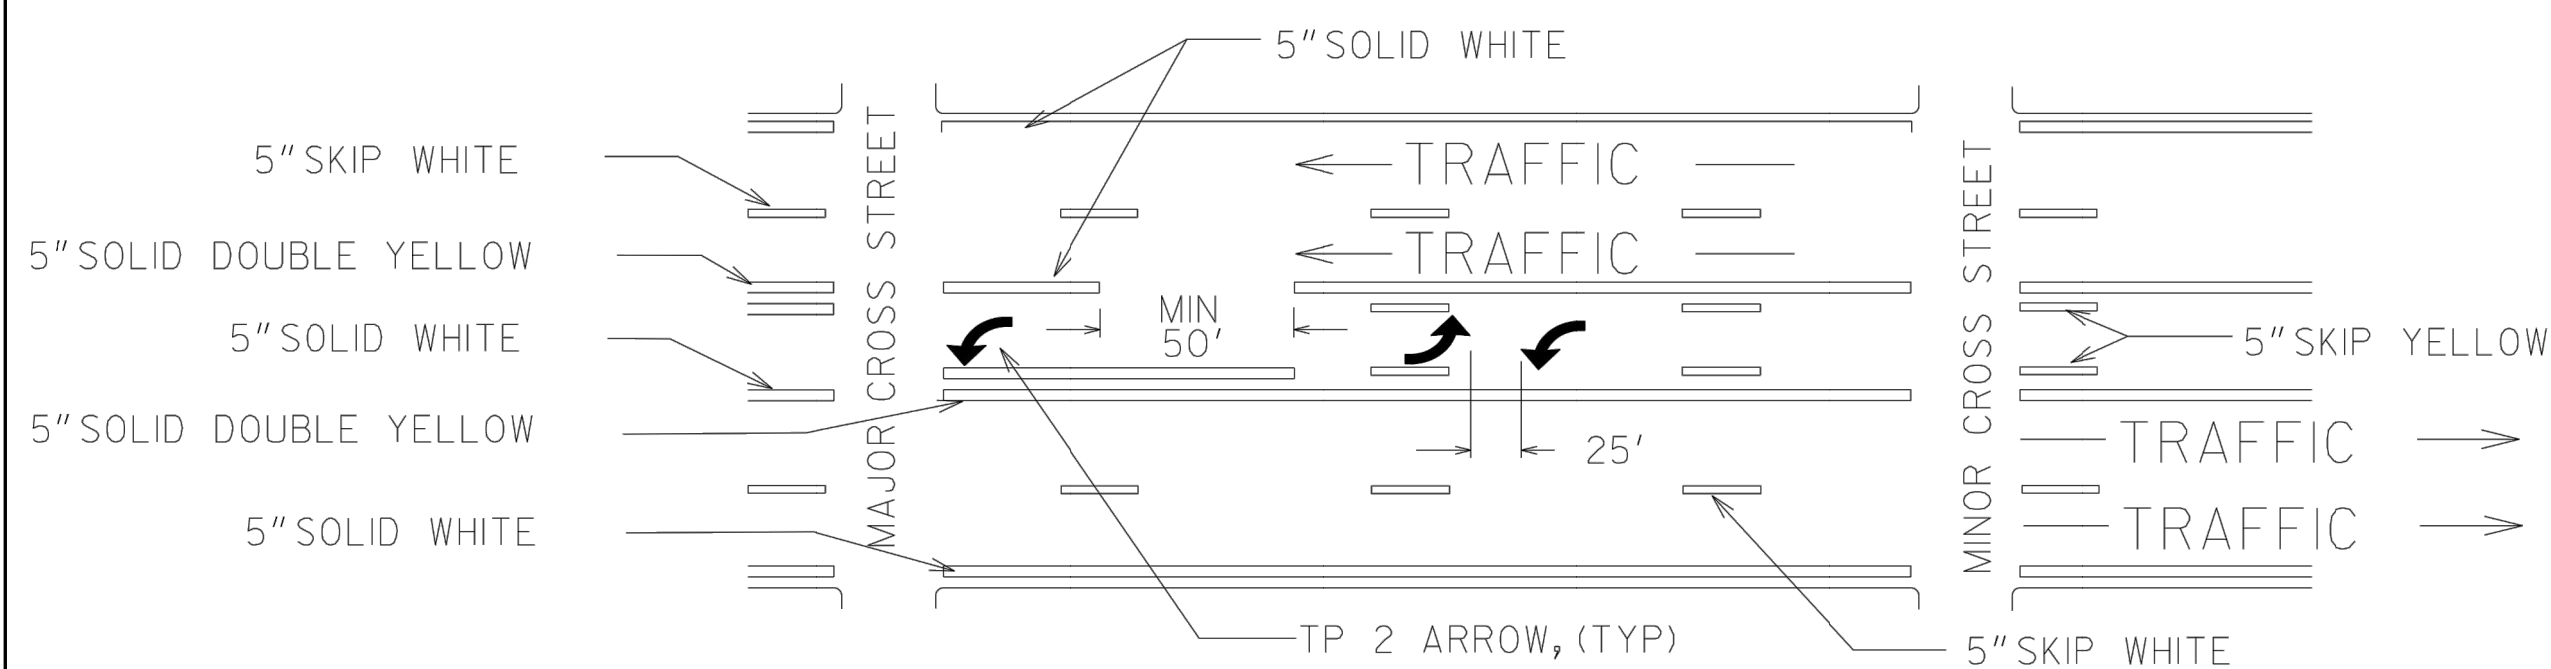 5"SOLID WHITE
5"SKIP WHITE
TRAFFIC
5"SOLID DOUBLE YELLOW
TRAFFIC
MAJOR CROSS STREET
MINOR CROSS STREET
5"SOLID WHITE
MIN
50'
5"SKIP YELLOW
5"SOLID DOUBLE YELLOW
25'
TRAFFIC
5"SOLID WHITE
TRAFFIC
TP 2 ARROW, (TYP)
5"SKIP WHITE